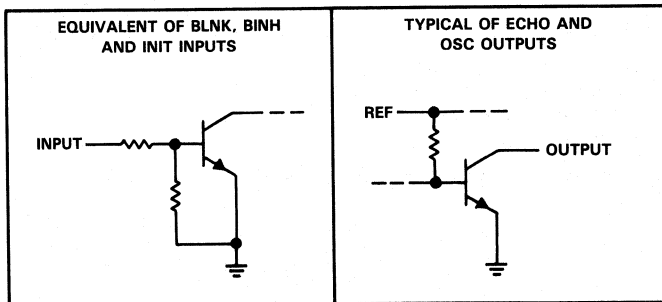 EQUIVALENT OF BLNK, BINH
AND INIT INPUTS
INPUT
TYPICAL OF ECHO AND
OSC OUTPUTS
REF
OUTPUT